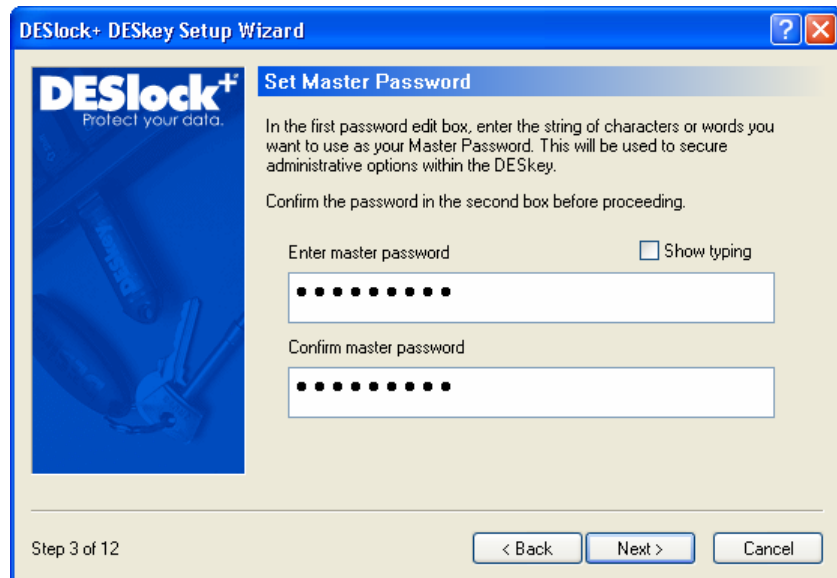 DESlock+ DESkey Setup Wizard
DESlock+
Protect your data.
Set Master Password
In the first password edit box, enter the string of characters or words you
want to use as your Master Password. This will be used to secure
administrative options within the DESkey.
Confirm the password in the second box before proceeding.
Enter master password
Show typing
●●●●●●●●●
Confirm master password
●●●●●●●●●
Step 3 of 12
< Back
Next >
Cancel